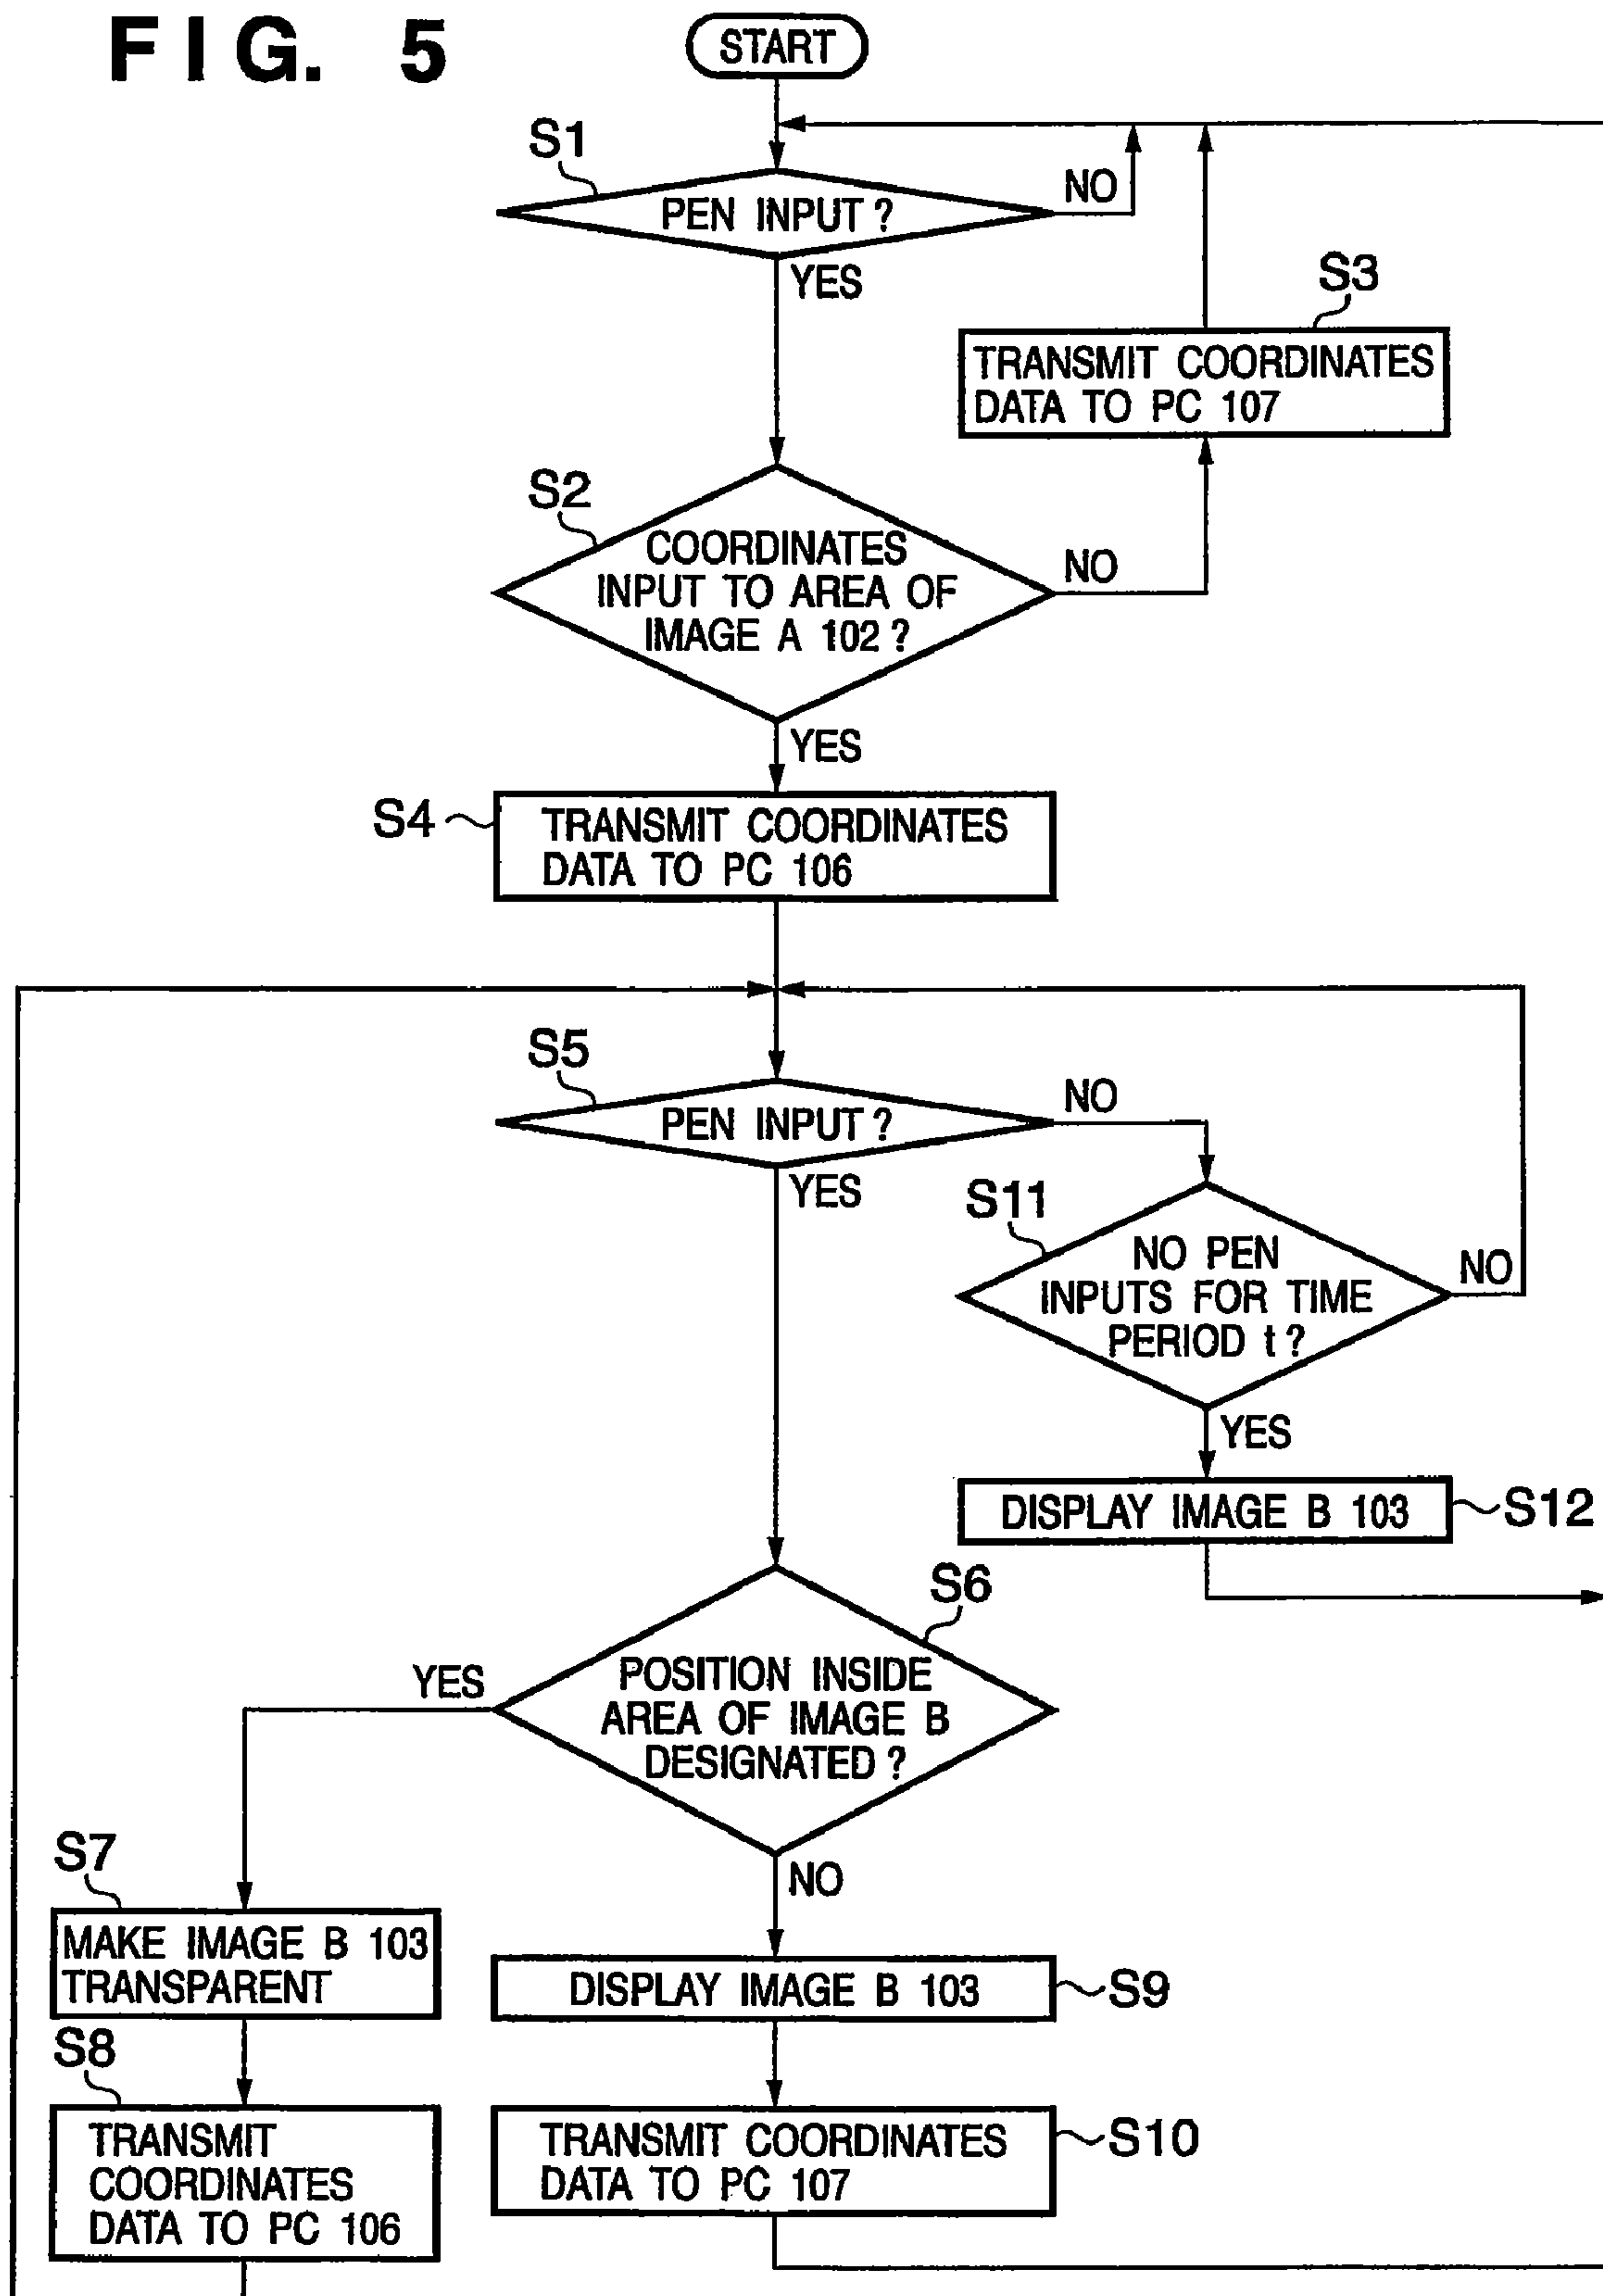 FIG. 5
START
S1
PEN INPUT?
NO
YES
S3
TRANSMIT COORDINATES
DATA TO PC 107
S2
COORDINATES
INPUT TO AREA OF
IMAGE A 102?
NO
YES
S4
TRANSMIT COORDINATES
DATA TO PC 106
S5
PEN INPUT?
NO
YES
S11
NO PEN
INPUTS FOR TIME
PERIOD t?
NO
YES
DISPLAY IMAGE B 103
S12
S6
POSITION INSIDE
AREA OF IMAGE B
DESIGNATED?
YES
NO
S7
MAKE IMAGE B 103
TRANSPARENT
DISPLAY IMAGE B 103
S9
S8
TRANSMIT
COORDINATES
DATA TO PC 106
TRANSMIT COORDINATES
DATA TO PC 107
S10